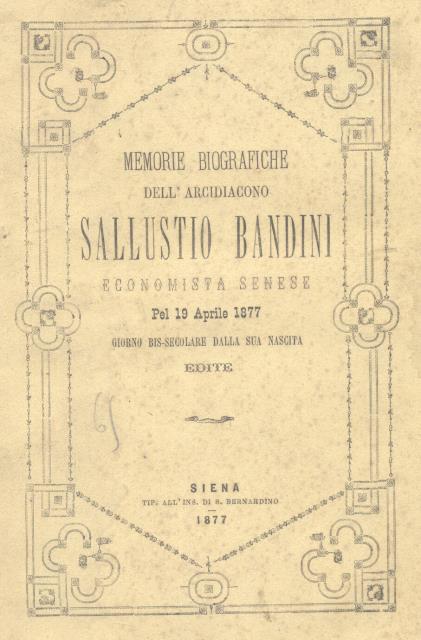 MEMORIE BIOGRAFICHE
DELL' ARCIDIACONO
SALLUSTIO BANDINI
ECONOMISTA SENESE
Pel 19 Aprile 1877
GIORNO BIS-SECOLARE DALLA SUA NASCITA
EDITE
SIENA
TIP. ALL' INS. DI S. BERNARDINO
1877